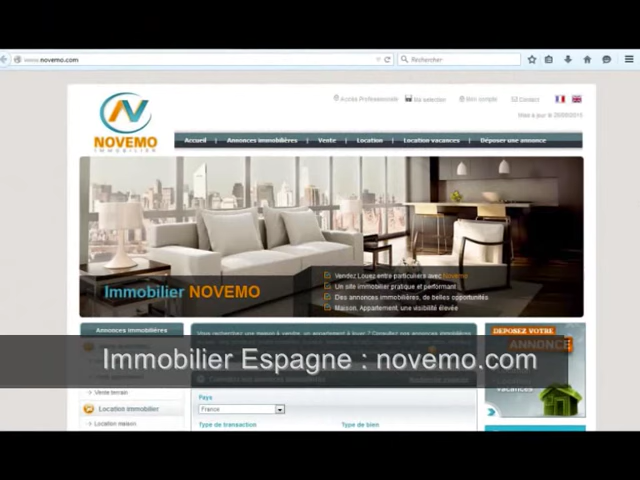 www.novemo.com
Rechercher
Accès Professionnels
Ma sélection
Mon compte
Contact
NOVEMO
IMMOBILIER
Accueil | Annonces immobilières | Vente | Location | Location vacances | Déposer une annonce
Immobilier NOVEMO
Vendez Louez entre particuliers avec Novemo
Un site immobilier pratique et performant
Des annonces immobilières, de belles opportunités
Maison, Appartement, une visibilité élevée
Annonces immobilières
DEPOSEZ VOTRE
ANNONCE
Immobilier Espagne : novemo.com
Vente terrain
Location immobilier
Location maison
Pays
France
Type de transaction
Type de bien
VACANCES